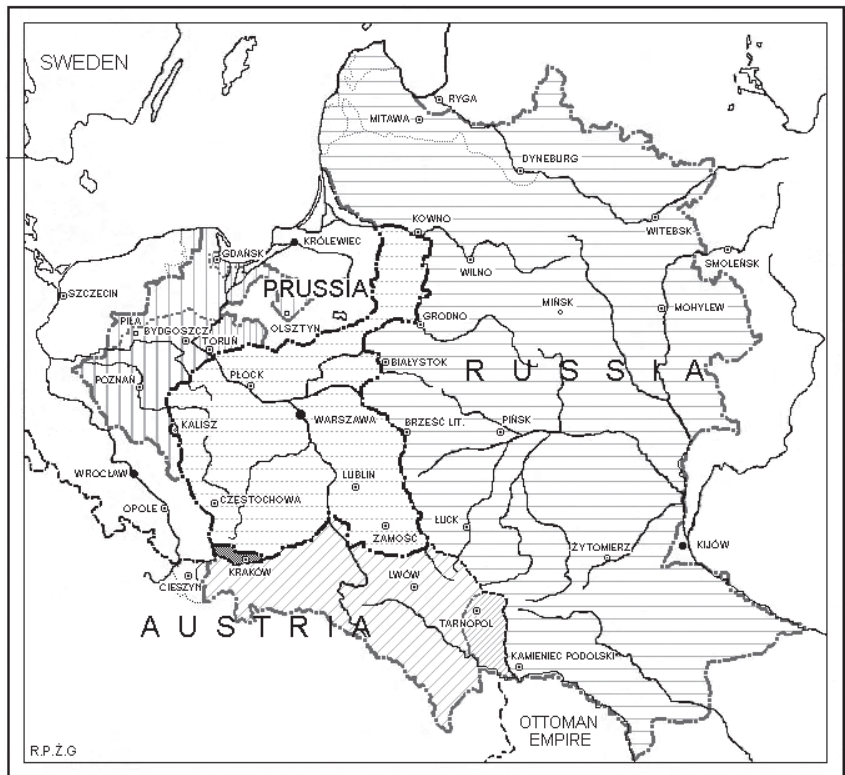 SWEDEN
RYGA
MITAWA
DYNEBURG
KOWNO
WITEBSK
KRÓLEWIEC
GDAŃSK
WILNO
SMOLEŃSK
SZCZECIN
PRUSSIA
MIŃSK
MOHYLEW
PIŁA
BYDGOSZCZ
OLSZTYN
GRODNO
TORUŃ
BIAŁYSTOK
RUSSIA
POZNAŃ
PŁOCK
WARSZAWA
BRZEŚĆ LIT.
PIŃSK
KALISZ
WROCŁAW
LUBLIN
CZĘSTOCHOWA
OPOLE
ZAMOŚĆ
ŁUCK
ŻYTOMIERZ
KIJÓW
KRAKÓW
CIESZYN
LWÓW
AUSTRIA
TARNOPOL
KAMIENIEC PODOLSKI
OTTOMAN
EMPIRE
R.P.Ż.G